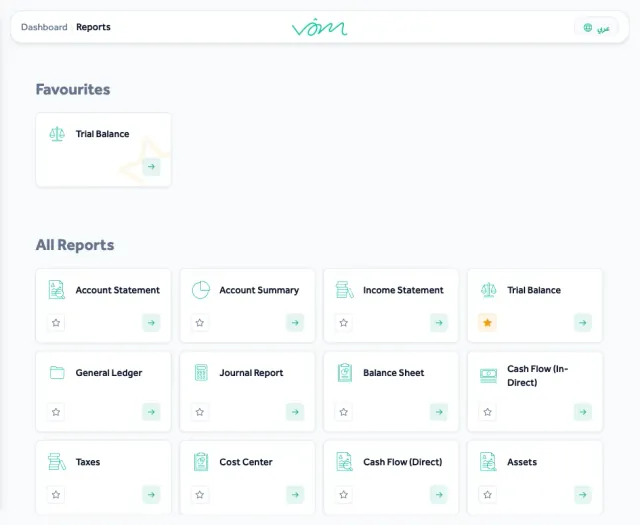 Dashboard Reports
vom
عربي
Favourites
Trial Balance
All Reports
Account Statement
Account Summary
Income Statement
Trial Balance
General Ledger
Journal Report
Balance Sheet
Cash Flow (In-
Direct)
Taxes
Cost Center
Cash Flow (Direct)
Assets